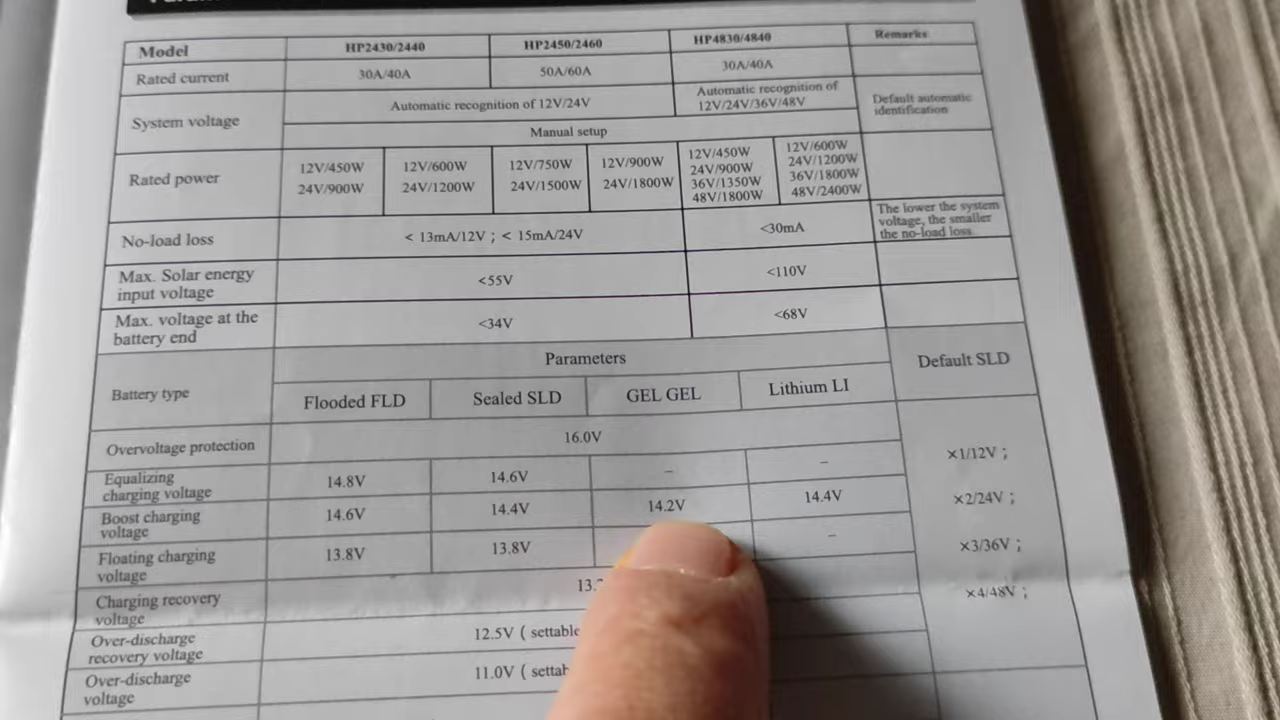 Model HP2430/2440 HP2450/2460 HP4830/4840 Remarks
Rated current 30A/40A 50A/60A 30A/40A
System voltage Automatic recognition of 12V/24V Automatic recognition of
12V/24V/36V/48V Default automatic
identification
Manual setup
Rated power 12V/450W 12V/600W 12V/750W 12V/900W 12V/450W 12V/600W
24V/900W 24V/1200W 24V/1500W 24V/1800W 24V/900W 24V/1200W
36V/1350W 36V/1800W
48V/1800W 48V/2400W
No-load loss < 13mA/12V ; < 15mA/24V <30mA The lower the system
voltage, the smaller
the no-load loss.
Max. Solar energy
input voltage <55V <110V
Max. voltage at the
battery end <34V <68V
Battery type Parameters Default SLD
Flooded FLD Sealed SLD GEL GEL Lithium LI
Overvoltage protection 16.0V ×1/12V ;
Equalizing
charging voltage 14.8V 14.6V – –
Boost charging
voltage 14.6V 14.4V 14.2V 14.4V ×2/24V ;
Floating charging
voltage 13.8V 13.8V – ×3/36V ;
Charging recovery
voltage 13. ×4/48V ;
Over-discharge
recovery voltage 12.5V ( settable
Over-discharge
voltage 11.0V ( settab